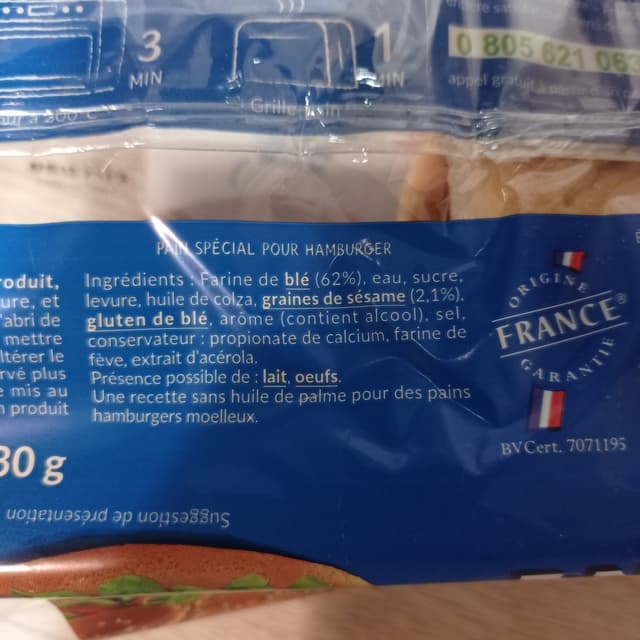 3
MIN
1
MIN
Grille pain
0 805 621 063
appel gratuit
PAIN SPÉCIAL POUR HAMBURGER
Ingrédients : Farine de blé (62%), eau, sucre,
levure, huile de colza, graines de sésame (2,1%),
gluten de blé, arôme (contient alcool), sel,
conservateur : propionate de calcium, farine de
fève, extrait d'acérola.
Présence possible de : lait, oeufs.
Une recette sans huile de palme pour des pains
hamburgers moelleux.
roduit,
ure, et
'abri de
mettre
ltérer le
rvé plus
e mis au
n produit
30 g
ORIGINE
FRANCE®
GARANTIE
BVCert. 7071195
Suggestion de présentation